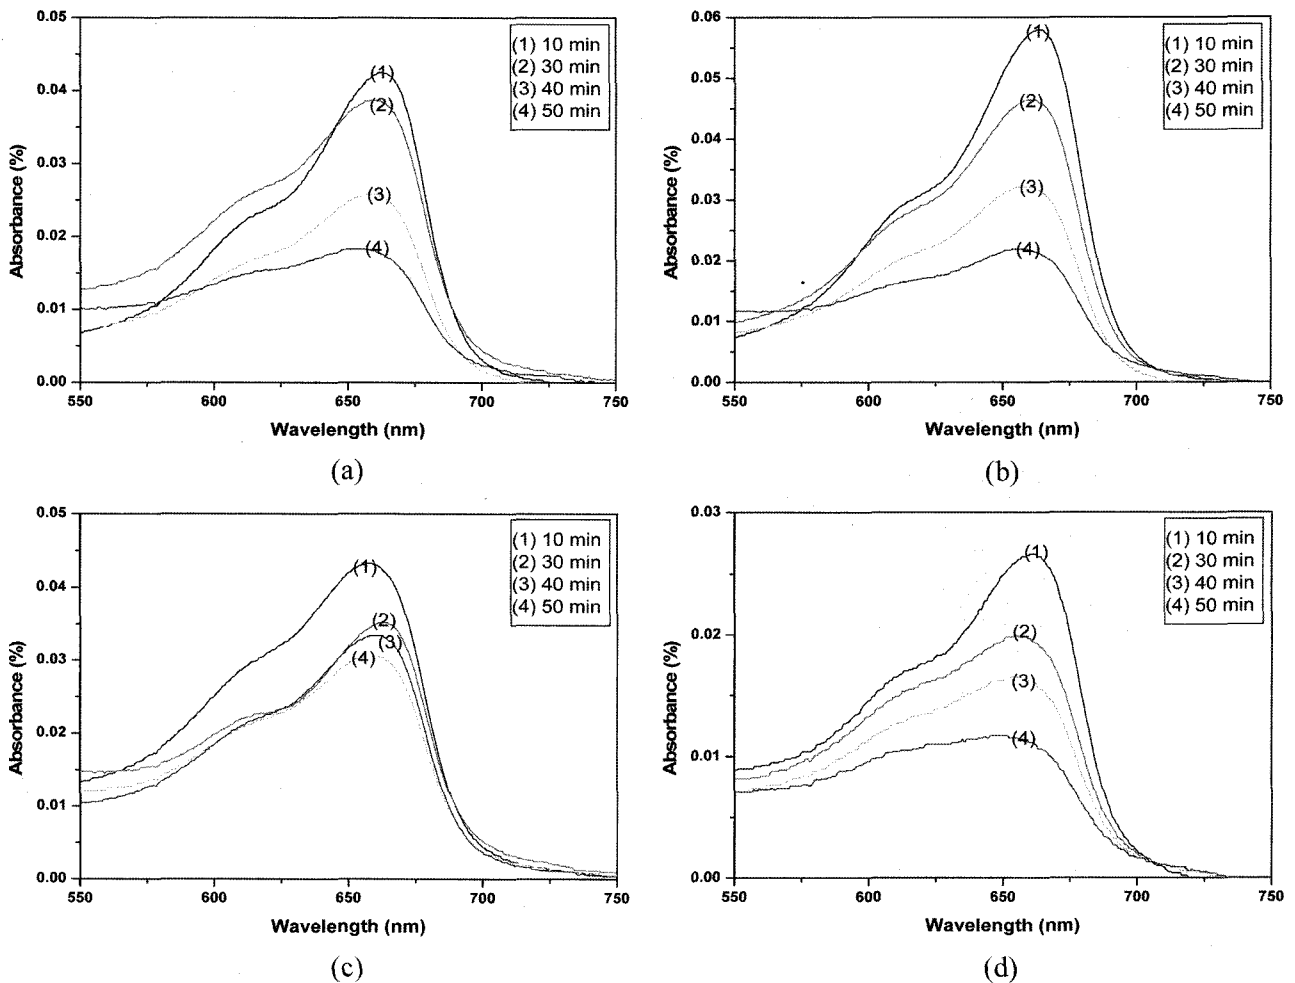 0.05
0.04
0.03
0.02
0.01
0.00
Absorbance (%)
(1) 10 min
(2) 30 min
(3) 40 min
(4) 50 min
(1)
(2)
(3)
(4)
550
600
650
700
750
Wavelength (nm)
(a)
0.06
0.05
0.04
0.03
0.02
0.01
0.00
Absorbance (%)
(1) 10 min
(2) 30 min
(3) 40 min
(4) 50 min
(1)
(2)
(3)
(4)
550
600
650
700
750
Wavelength (nm)
(b)
0.05
0.04
0.03
0.02
0.01
0.00
Absorbance (%)
(1) 10 min
(2) 30 min
(3) 40 min
(4) 50 min
(1)
(2)
(3)
(4)
550
600
650
700
750
Wavelength (nm)
(c)
0.03
0.02
0.01
0.00
Absorbance (%)
(1) 10 min
(2) 30 min
(3) 40 min
(4) 50 min
(1)
(2)
(3)
(4)
550
600
650
700
750
Wavelength (nm)
(d)